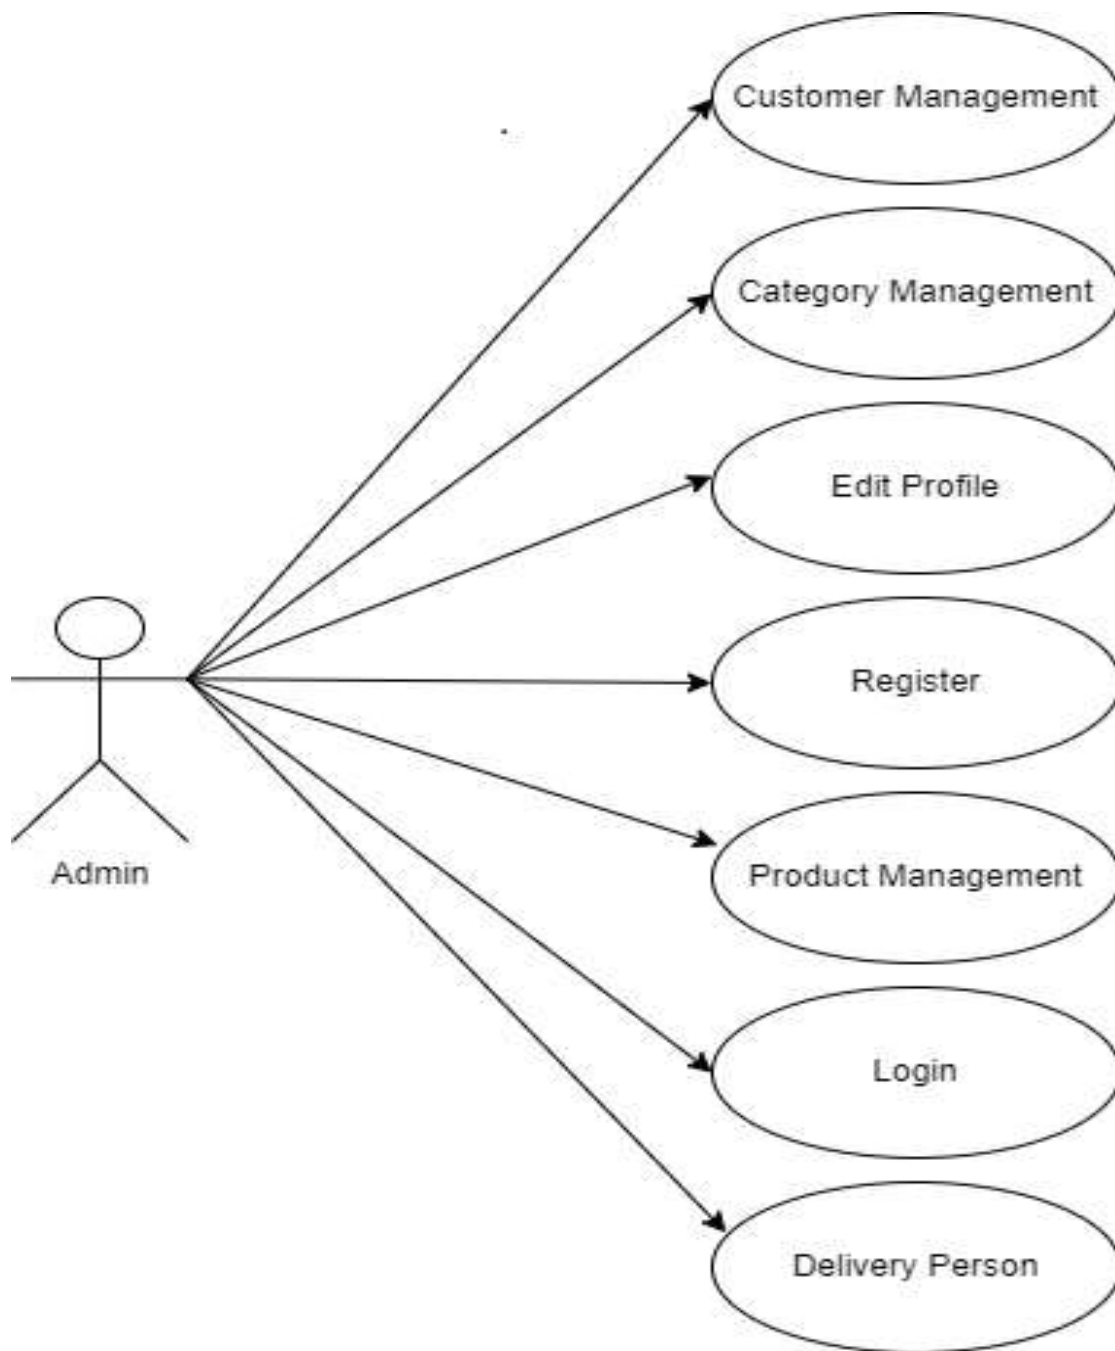 Customer Management
Category Management
Edit Profile
Register
Product Management
Admin
Login
Delivery Person